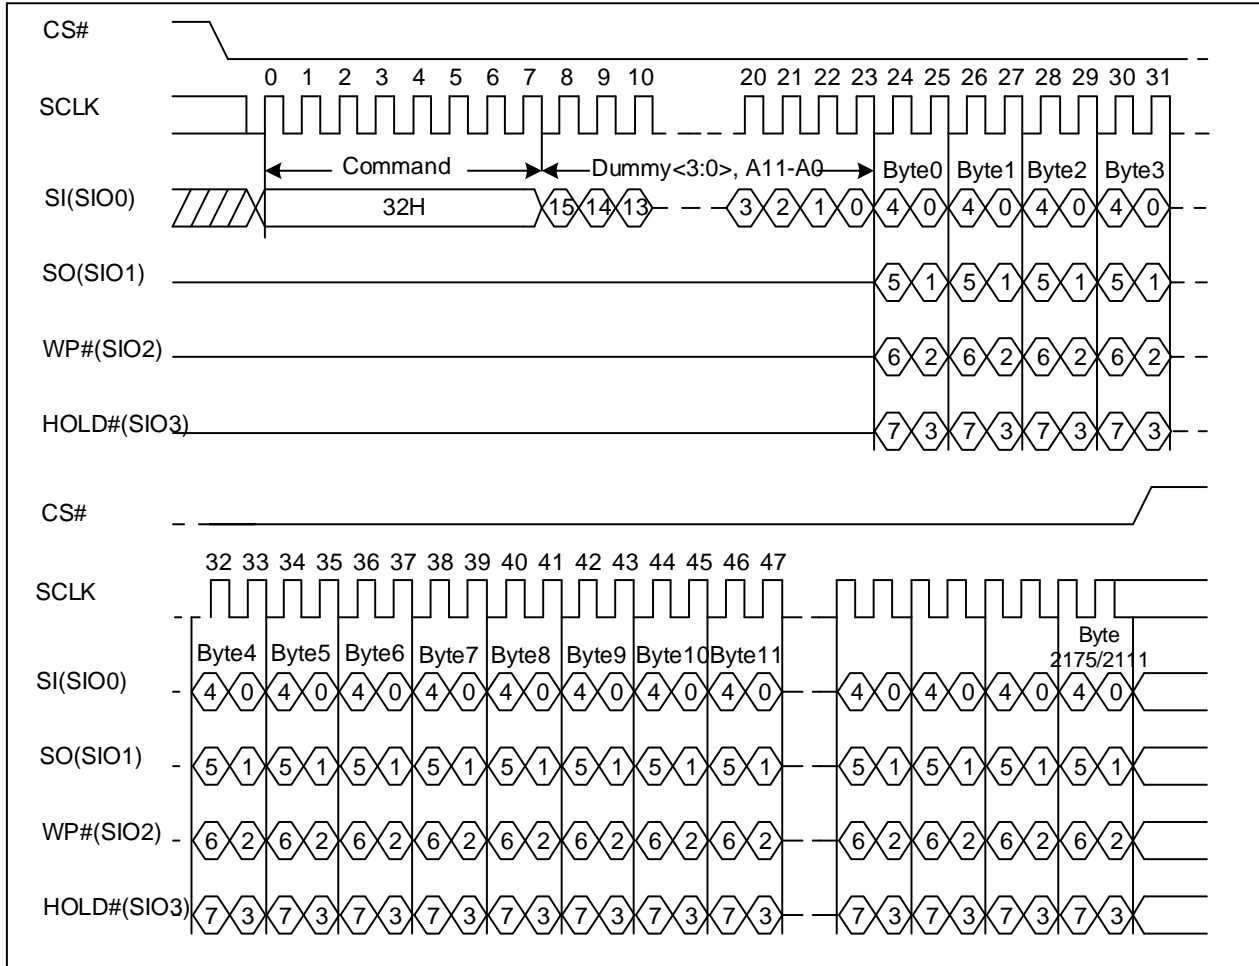 CS#
0 1 2 3 4 5 6 7 8 9 10 20 21 22 23 24 25 26 27 28 29 30 31
SCLK
Command Dummy<3:0>, A11-A0 Byte0 Byte1 Byte2 Byte3
SI(SIO0) 32H 15 14 13 3 2 1 0 4 0 4 0 4 0 4 0
SO(SIO1) 5 1 5 1 5 1 5 1
WP#(SIO2) 6 2 6 2 6 2 6 2
HOLD#(SIO3) 7 3 7 3 7 3 7 3
CS#
32 33 34 35 36 37 38 39 40 41 42 43 44 45 46 47
SCLK
Byte4 Byte5 Byte6 Byte7 Byte8 Byte9 Byte10 Byte11 Byte
2175/2111
SI(SIO0) 4 0 4 0 4 0 4 0 4 0 4 0 4 0 4 0 4 0 4 0 4 0 4 0
SO(SIO1) 5 1 5 1 5 1 5 1 5 1 5 1 5 1 5 1 5 1 5 1 5 1 5 1
WP#(SIO2) 6 2 6 2 6 2 6 2 6 2 6 2 6 2 6 2 6 2 6 2 6 2 6 2
HOLD#(SIO3) 7 3 7 3 7 3 7 3 7 3 7 3 7 3 7 3 7 3 7 3 7 3 7 3